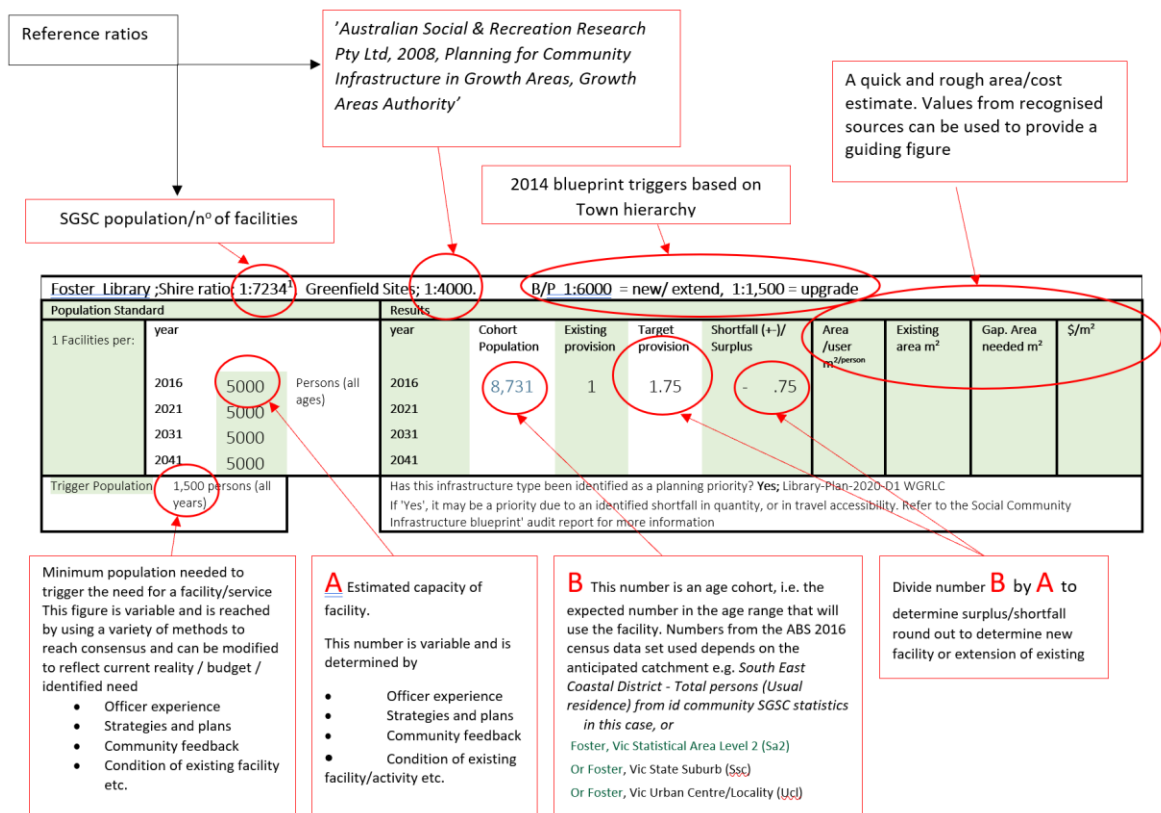 Reference ratios
'Australian Social & Recreation Research
Pty Ltd, 2008, Planning for Community
Infrastructure in Growth Areas, Growth
Areas Authority'
A quick and rough area/cost
estimate. Values from recognised
sources can be used to provide a
guiding figure
2014 blueprint triggers based on
Town hierarchy
SGSC population/nº of facilities
Foster Library ;Shire ratio: 1:7234¹. Greenfield Sites; 1:4000. B/P 1:6000 = new/ extend, 1:1,500 = upgrade
Population Standard Results
1 Facilities per: year year Cohort Population Existing provision Target provision Shortfall (+-)/ Surplus Area /user m²/person Existing area m² Gap. Area needed m² $/m²
2016 5000 Persons (all ages) 2016 8,731 1 1.75 - .75
2021 5000 2021
2031 5000 2031
2041 5000 2041
Trigger Population 1,500 persons (all years)
Has this infrastructure type been identified as a planning priority? Yes; Library-Plan-2020-D1 WGRLC
If 'Yes', it may be a priority due to an identified shortfall in quantity, or in travel accessibility. Refer to the Social Community
Infrastructure blueprint' audit report for more information
Minimum population needed to
trigger the need for a facility/service
This figure is variable and is reached
by using a variety of methods to
reach consensus and can be modified
to reflect current reality / budget /
identified need
• Officer experience
• Strategies and plans
• Community feedback
• Condition of existing facility
etc.
A Estimated capacity of
facility.
This number is variable and is
determined by
• Officer experience
• Strategies and plans
• Community feedback
• Condition of existing
facility/activity etc.
B This number is an age cohort, i.e. the
expected number in the age range that will
use the facility. Numbers from the ABS 2016
census data set used depends on the
anticipated catchment e.g. South East
Coastal District - Total persons (Usual
residence) from id community SGSC statistics
in this case, or
Foster, Vic Statistical Area Level 2 (Sa2)
Or Foster, Vic State Suburb (Ssc)
Or Foster, Vic Urban Centre/Locality (Ucl)
Divide number B by A to
determine surplus/shortfall
round out to determine new
facility or extension of existing